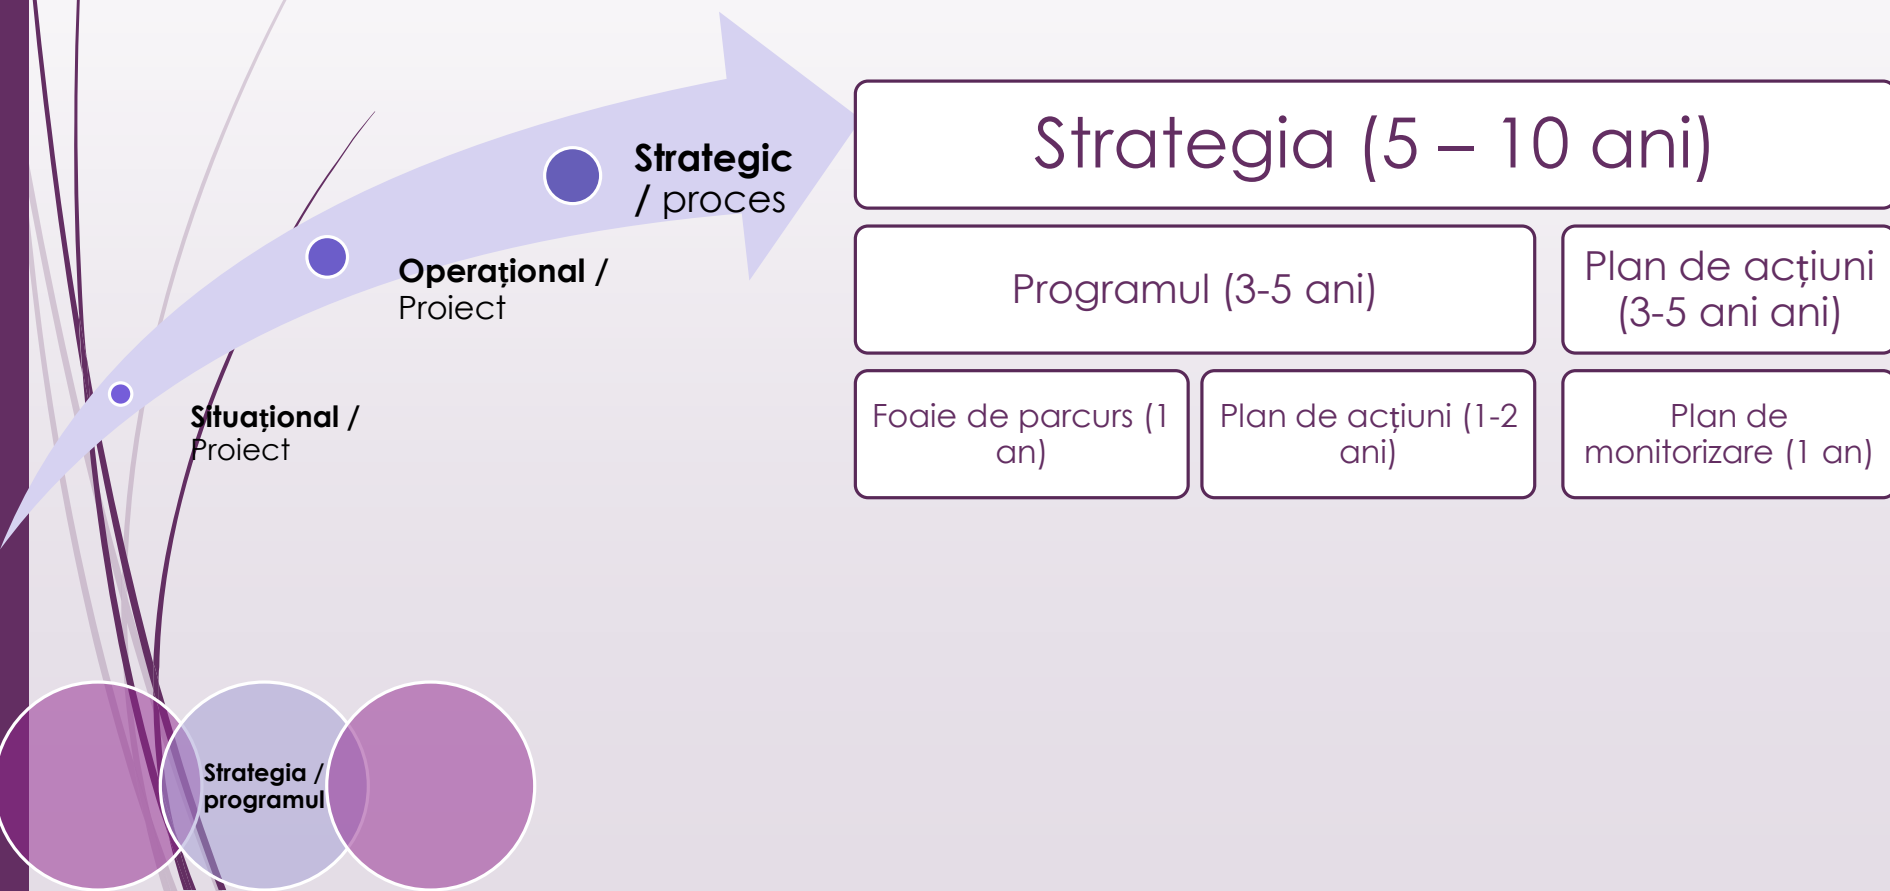 Strategic
/ proces
Operațional /
Proiect
Situațional /
Proiect
Strategia (5 – 10 ani)
Programul (3-5 ani)
Plan de acțiuni
(3-5 ani ani)
Foaie de parcurs (1
an)
Plan de acțiuni (1-2
ani)
Plan de
monitorizare (1 an)
Strategia /
programul